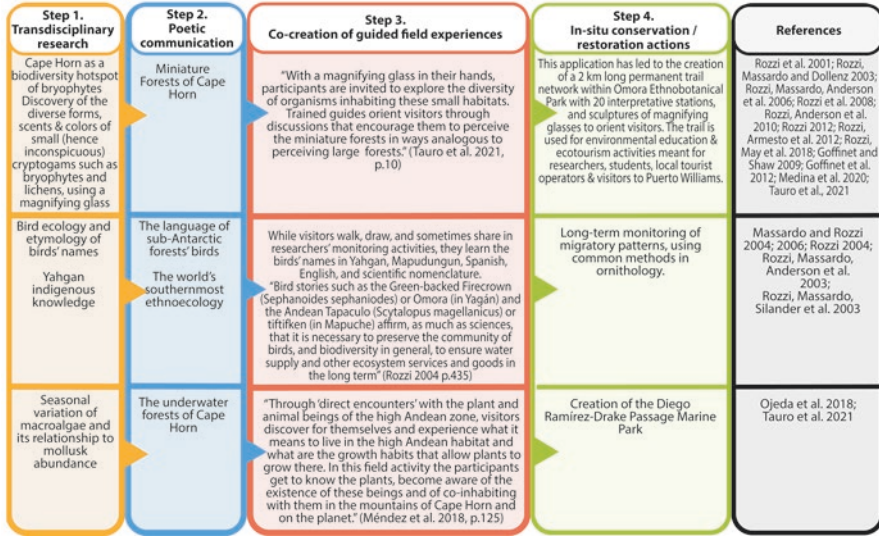 Step 1.
Transdisciplinary
research
Step 2.
Poetic
communication
Step 3.
Co-creation of guided field experiences
Step 4.
In-situ conservation /
restoration actions
References
Cape Horn as a
biodiversity hotspot
of bryophytes
Discovery of the
diverse forms,
scents & colors of
small (hence
inconspicuous)
cryptogams such as
bryophytes and
lichens, using a
magnifying glass
Miniature
Forests of Cape
Horn
“With a magnifying glass in their hands,
participants are invited to explore the diversity
of organisms inhabiting these small habitats.
Trained guides orient visitors through
discussions that encourage them to perceive
the miniature forests in ways analogous to
perceiving large forests.” (Tauro et al. 2021,
p.10)
This application has led to the creation
of a 2 km long permanent trail
network within Omora Ethnobotanical
Park with 20 interpretative stations,
and sculptures of magnifying
glasses to orient visitors. The trail is
used for environmental education &
ecotourism activities meant for
researchers, students, local tourist
operators & visitors to Puerto Williams.
Rozzi et al. 2001; Rozzi,
Massardo and Dollenz 2003;
Rozzi, Massardo, Anderson
et al. 2006; Rozzi et al. 2008;
Rozzi, Anderson et al.
2010; Rozzi 2012; Rozzi,
Armesto et al. 2012; Rozzi,
May et al. 2018; Goffinet and
Shaw 2009; Goffinet et al.
2012; Medina et al. 2020;
Tauro et al., 2021
Bird ecology and
etymology of
birds’ names
Yahgan
indigenous
knowledge
The language of
sub-Antarctic
forests’ birds
The world’s
southernmost
ethnoecology
While visitors walk, draw, and sometimes share in
researchers’ monitoring activities, they learn the
birds’ names in Yahgan, Mapudungun, Spanish,
English, and scientific nomenclature.
“Bird stories such as the Green-backed Firecrown
(Sephanoides sephaniodes) or Omora (in Yagán) and
the Andean Tapaculo (Scytalopus magellanicus) or
tiftifken (in Mapuche) affirm, as much as sciences,
that it is necessary to preserve the community of
birds, and biodiversity in general, to ensure water
supply and other ecosystem services and goods in
the long term” (Rozzi 2004 p.435)
Long-term monitoring of
migratory patterns, using
common methods in
ornithology.
Massardo and Rozzi
2004; 2006; Rozzi 2004;
Rozzi, Massardo,
Anderson et al.
2003;
Rozzi, Massardo,
Silander et al. 2003
Seasonal
variation of
macroalgae and
its relationship to
mollusk
abundance
The underwater
forests of Cape
Horn
“Through ‘direct encounters’ with the plant and
animal beings of the high Andean zone, visitors
discover for themselves and experience what it
means to live in the high Andean habitat and
what are the growth habits that allow plants to
grow there. In this field activity the participants
get to know the plants, become aware of the
existence of these beings and of co-inhabiting
with them in the mountains of Cape Horn and
on the planet.” (Méndez et al. 2018, p.125)
Creation of the Diego
Ramírez-Drake Passage Marine
Park
Ojeda et al. 2018;
Tauro et al. 2021